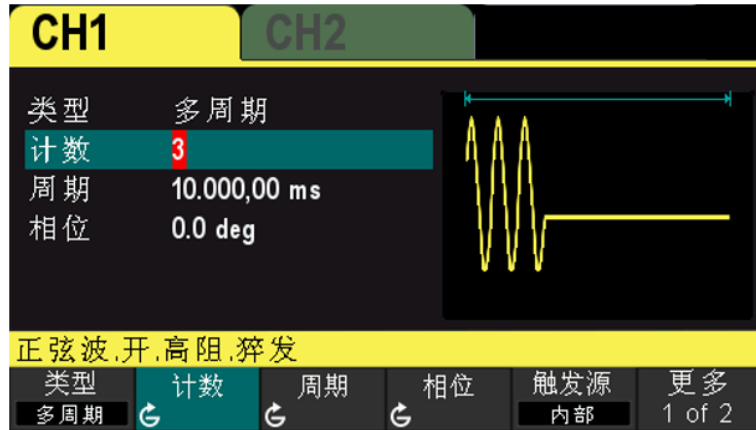 CH1 CH2
类型 多周期
计数 3
周期 10.000,00 ms
相位 0.0 deg
正弦波,开,高阻,猝发
类型 计数 周期 相位 触发源 更多
多周期 内部 1 of 2